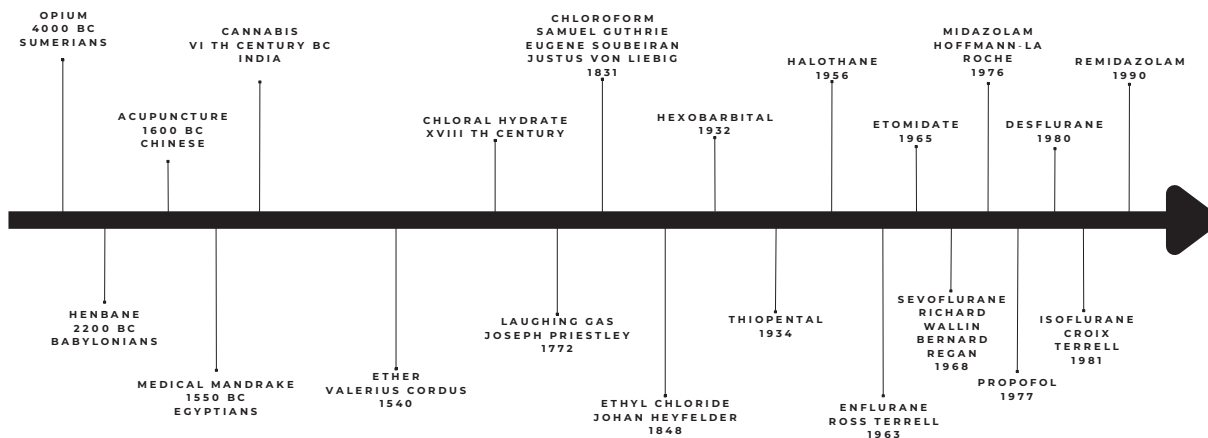 OPIUM
4000 BC
SUMERIANS
HENBANE
2200 BC
BABYLONIANS
ACUPUNCTURE
1600 BC
CHINESE
MEDICAL MANDRAKE
1550 BC
EGYPTIANS
CANNABIS
VI TH CENTURY BC
INDIA
ETHER
VALERIUS CORDUS
1540
CHLORAL HYDRATE
XVIII TH CENTURY
LAUGHING GAS
JOSEPH PRIESTLEY
1772
CHLOROFORM
SAMUEL GUTHRIE
EUGENE SOUBEIRAN
JUSTUS VON LIEBIG
1831
ETHYL CHLORIDE
JOHAN HEYFELDER
1848
HEXOBARBITAL
1932
THIOPENTAL
1934
HALOTHANE
1956
ENFLURANE
ROSS TERRELL
1963
ETOMIDATE
1965
SEVOFLURANE
RICHARD
WALLIN
BERNARD
REGAN
1968
MIDAZOLAM
HOFFMANN-LA
ROCHE
1976
PROPOFOL
1977
DESFLURANE
1980
ISOFLURANE
CROIX
TERRELL
1981
REMIDAZOLAM
1990